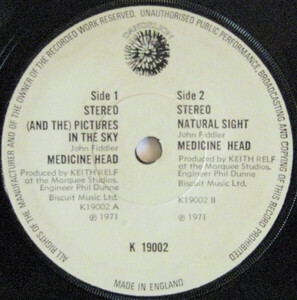 ALL RIGHTS OF THE MANUFACTURER AND OF THE OWNER OF THE RECORDED WORK RESERVED. UNAUTHORISED PUBLIC PERFORMANCE, BROADCASTING AND COPYING OF THIS RECORD PROHIBITED
DANDELION
Side 1
STEREO
(AND THE) PICTURES
IN THE SKY
John Fiddler
MEDICINE HEAD
Produced by KEITH RELF
at the Marquee Studios.
Engineer Phil Dunne
Biscuit Music Ltd.
K19002 A
℗ 1971
Side 2
STEREO
NATURAL SIGHT
John Fiddler
MEDICINE HEAD
Produced by KEITH RELF
at the Marquee Studios.
Engineer Phil Dunne
Biscuit Music Ltd.
K19002 B
℗ 1971
K 19002
MADE IN ENGLAND